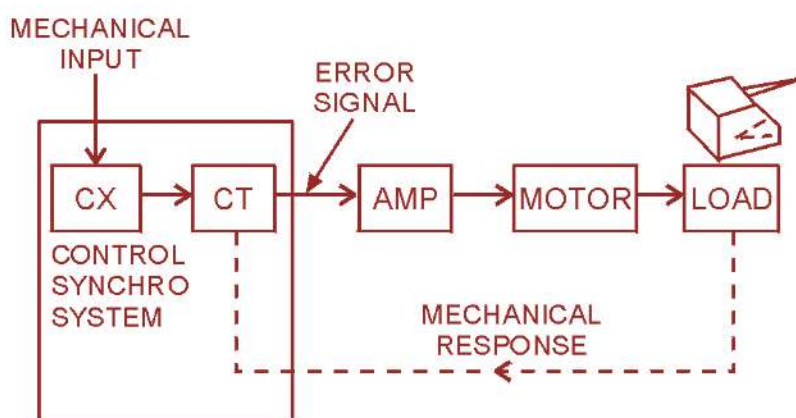 MECHANICAL
INPUT
ERROR
SIGNAL
CX
CT
AMP
MOTOR
LOAD
CONTROL
SYNCHRO
SYSTEM
MECHANICAL
RESPONSE